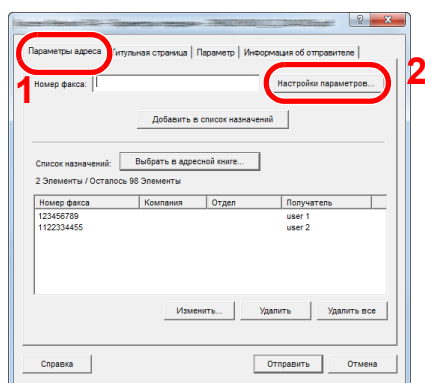 Параметры адреса Титульная страница Параметр Информация об отправителе
Номер факса: Настройки параметров...
1 2
Добавить в список назначений
Список назначений: Выбрать в адресной книге...
2 Элементы / Осталось 98 Элементы
Номер факса Компания Отдел Получатель
123456789 user 1
1122334455 user 2
Изменить... Удалить Удалить все
Справка Отправить Отмена